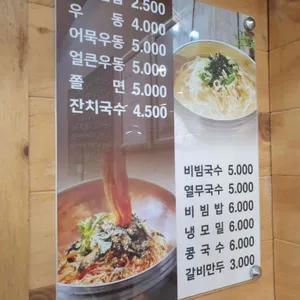 2.500
우 동 4.000
어묵우동 5.000
얼큰우동 5.000
쫄 면 5.000
잔치국수 4.500
비빔국수 5.000
열무국수 5.000
비 빔 밥 6.000
냉 모 밀 6.000
콩 국 수 6.000
갈비만두 3.000